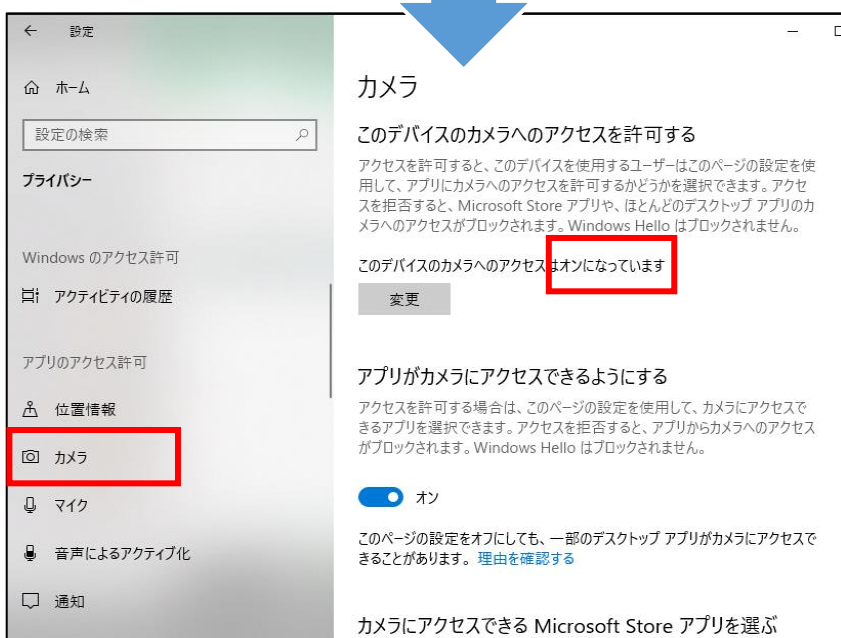 設定
ホーム
設定の検索
プライバシー
Windows のアクセス許可
アクティビティの履歴
アプリのアクセス許可
位置情報
カメラ
マイク
音声によるアクティブ化
通知
カメラ
このデバイスのカメラへのアクセスを許可する
アクセスを許可すると、このデバイスを使用するユーザーはこのページの設定を使
用して、アプリにカメラへのアクセスを許可するかどうかを選択できます。アクセ
スを拒否すると、Microsoft Store アプリや、ほとんどのデスクトップ アプリのカ
メラへのアクセスがブロックされます。Windows Hello はブロックされません。
このデバイスのカメラへのアクセスはオンになっています
変更
アプリがカメラにアクセスできるようにする
アクセスを許可する場合は、このページの設定を使用して、カメラにアクセスで
きるアプリを選択できます。アクセスを拒否すると、アプリからカメラへのアクセス
がブロックされます。Windows Hello はブロックされません。
オン
このページの設定をオフにしても、一部のデスクトップ アプリがカメラにアクセスで
きることがあります。理由を確認する
カメラにアクセスできる Microsoft Store アプリを選ぶ